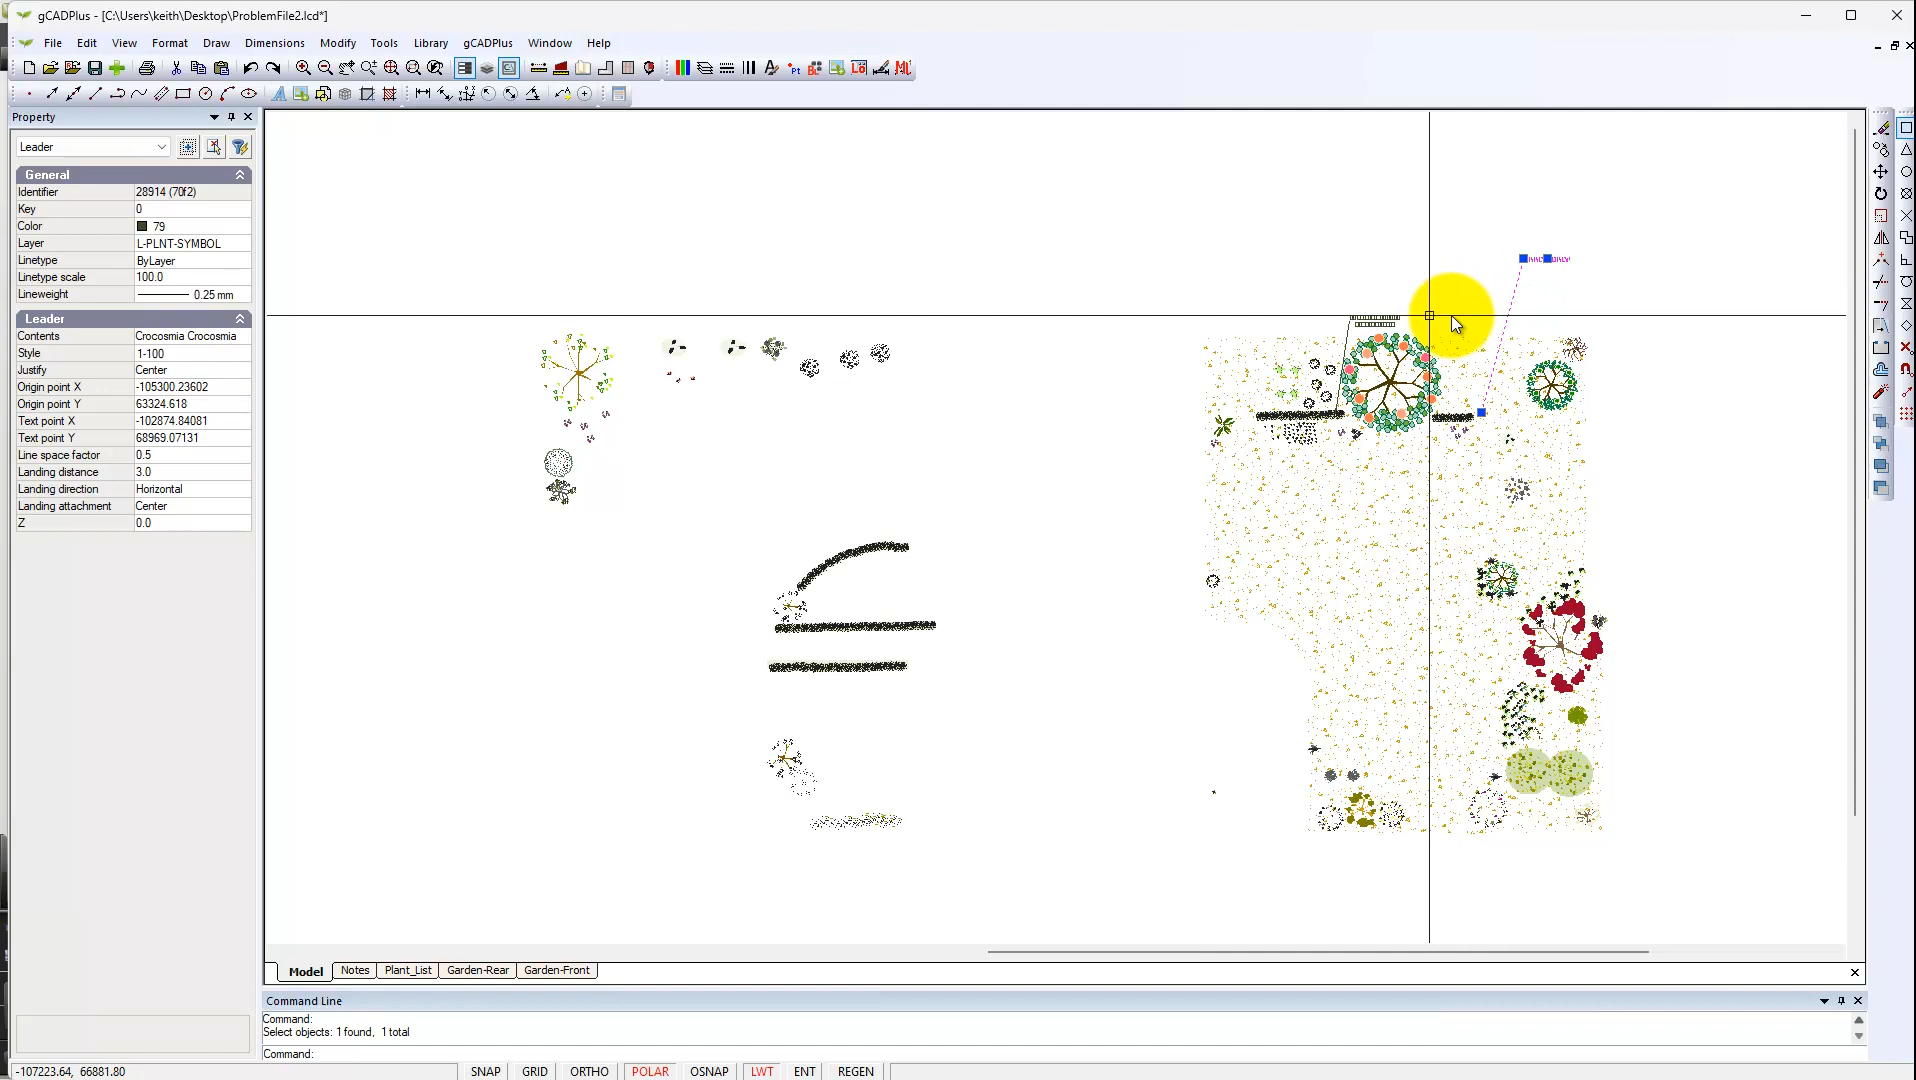 gCADPlus - [C:\Users\keith\Desktop\ProblemFile2.lcd*]
File Edit View Format Draw Dimensions Modify Tools Library gCADPlus Window Help
Property
Leader
General
Identifier 28914 (70f2)
Key 0
Color 79
Layer L-PLNT-SYMBOL
Linetype ByLayer
Linetype scale 100.0
Lineweight 0.25 mm
Leader
Contents Crocosmia Crocosmia
Style 1-100
Justify Center
Origin point X -105300.23602
Origin point Y 63324.618
Text point X -102874.84081
Text point Y 68969.07131
Line space factor 0.5
Landing distance 3.0
Landing direction Horizontal
Landing attachment Center
Z 0.0
Model Notes Plant_List Garden-Rear Garden-Front
Command Line
Command:
Select objects: 1 found, 1 total
Command:
-107223.64, 66881.80 SNAP GRID ORTHO POLAR OSNAP LWT ENT REGEN